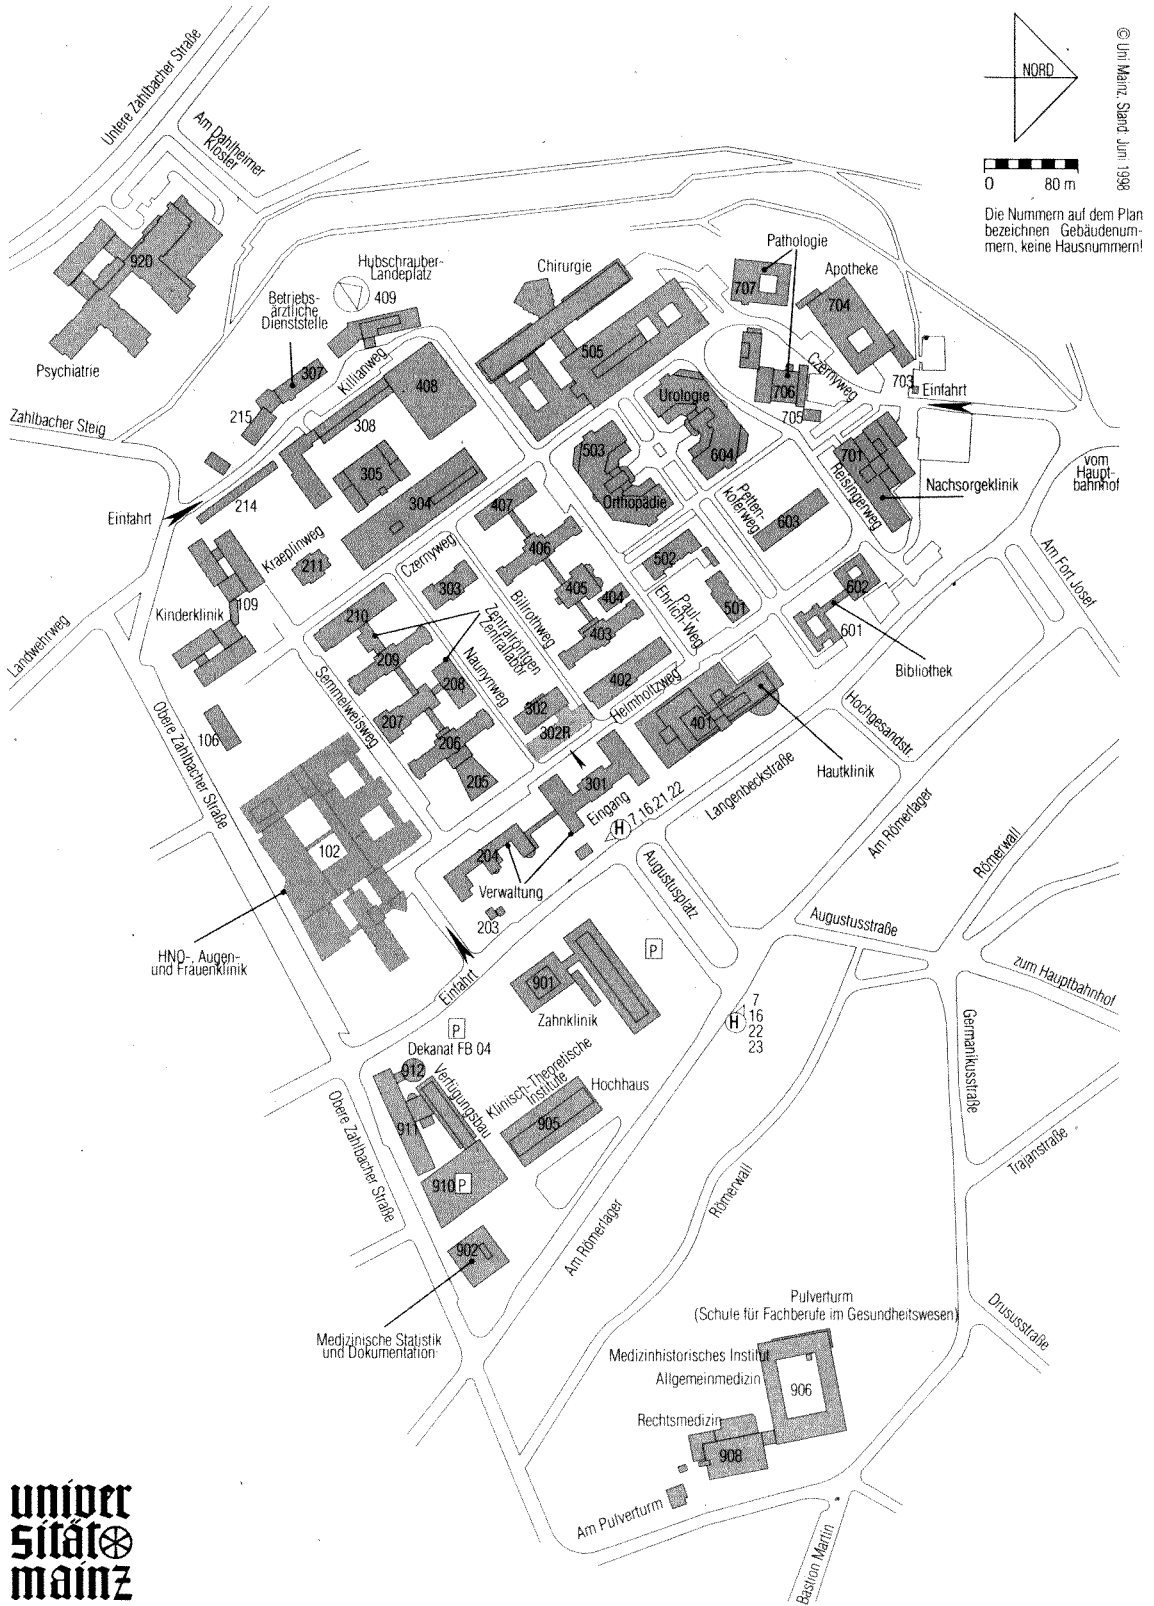 © Uni Mainz, Stand: Juni 1998
NORD
0 80 m
Die Nummern auf dem Plan
bezeichnen Gebäudenum-
mern, keine Hausnummern!
Untere Zahlbacher Straße
Am Dahlheimer
Kloster
920
Psychiatrie
Hubschrauber-
Landeplatz
409
Betriebs-
ärztliche
Dienststelle
Chirurgie
Pathologie
707
Apotheke
704
505
307
Killianweg
408
Urologie
706
Czernyweg
703
Einfahrt
705
Zahlbacher Steig
215
308
305
503
604
701
Reisingerweg
vom
Haupt-
bahnhof
Nachsorgeklinik
304
407
Orthopädie
Petten-
koferweg
603
214
Einfahrt
Kraeplinweg
211
Czernyweg
406
502
602
Am Fort Josef
303
405
404
501
109
Kinderklinik
210
Billrothweg
403
Paul-
Ehrlich-Weg
601
Bibliothek
Landwehrweg
Zentralröntgen
Zentrallabor
209
208
Naunynweg
402
Semmelweisweg
Helmholtzweg
302
302R
401
Hochgesandstr.
106
207
206
205
Hautklinik
Obere Zahlbacher Straße
301
Eingang
Langenbeckstraße
H 7,16,21,22
102
204
Verwaltung
203
Am Römerlager
Römerwall
Augustusplatz
Augustusstraße
HNO-, Augen-
und Frauenklinik
Einfahrt
901
Zahnklinik
P
zum Hauptbahnhof
H
7
16
22
23
Germanikusstraße
P
Dekanat FB 04
912
Verfügungsbau
911
Klinisch-Theoretische
Institute
Hochhaus
905
Obere Zahlbacher Straße
910 P
Trajanstraße
Römerwall
902
Am Römerlager
Medizinische Statistik
und Dokumentation
Pulverturm
(Schule für Fachberufe im Gesundheitswesen)
Drususstraße
Medizinhistorisches Institut
Allgemeinmedizin
906
Rechtsmedizin
908
Am Pulverturm
Bastion Martin
univer
sität
mainz